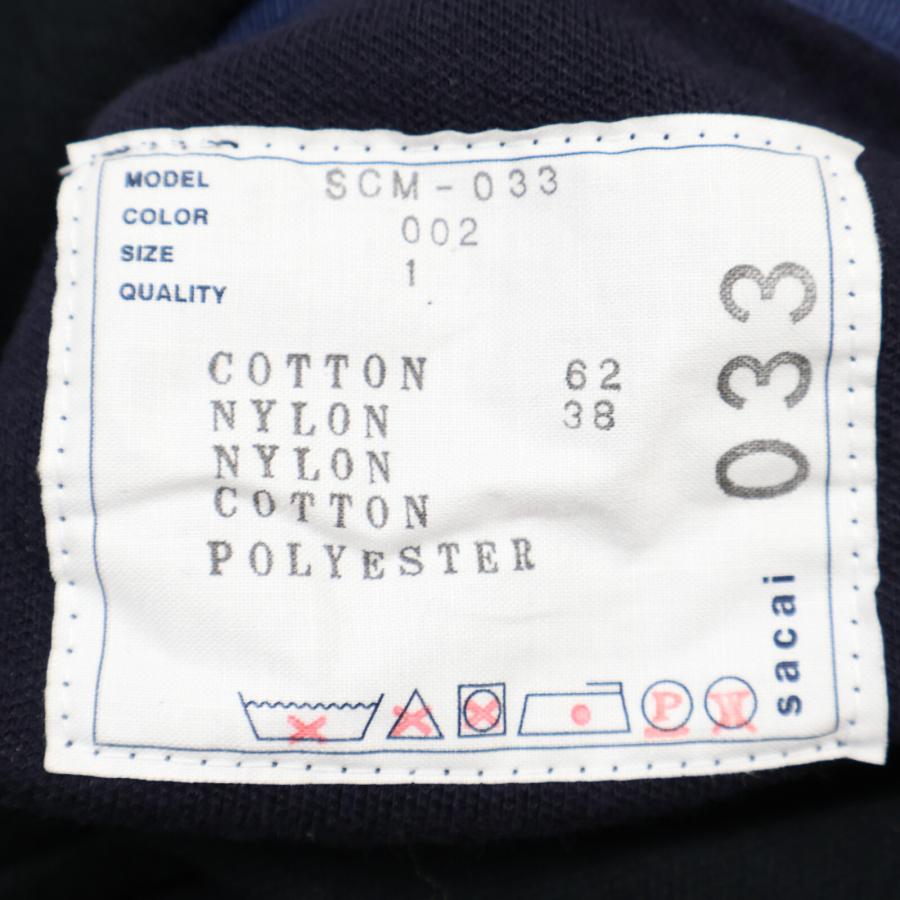 MODEL SCM-033
COLOR 002
SIZE 1
QUALITY
COTTON 62
NYLON 38
NYLON
COTTON
POLYESTER
033
sacai
P
W